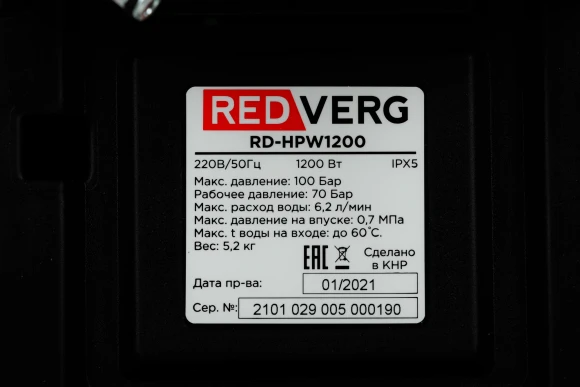 REDVERG
RD-HPW1200
220В/50Гц 1200 Вт IPX5
Макс. давление: 100 Бар
Рабочее давление: 70 Бар
Макс. расход воды: 6,2 л/мин
Макс. давление на впуске: 0,7 МПа
Макс. t воды на входе: до 60°С.
Вес: 5,2 кг
EAC Сделано
в КНР
Дата пр-ва: 01/2021
Сер. №: 2101 029 005 000190